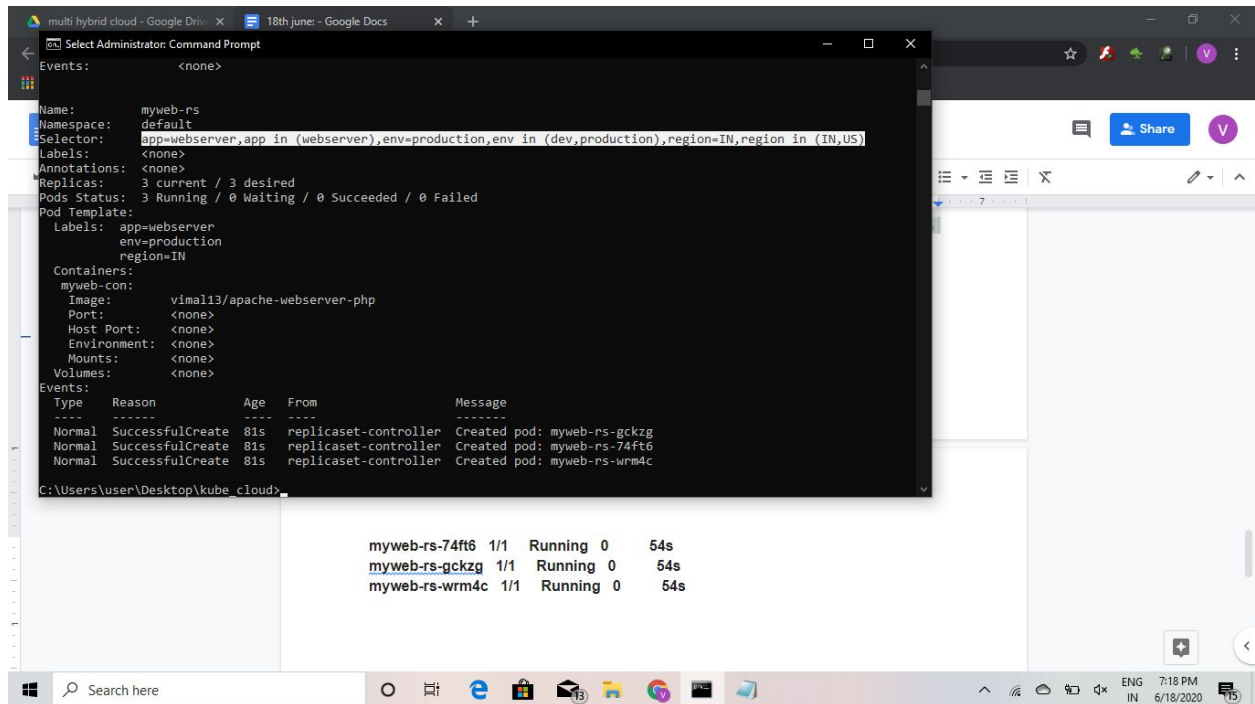 multi hybrid cloud - Google Driv
18th june: - Google Docs
Select Administrator: Command Prompt
Events: <none>
Name: myweb-rs
Namespace: default
Selector: app=webserver,app in (webserver),env=production,env in (dev,production),region=IN,region in (IN,US)
Labels: <none>
Annotations: <none>
Replicas: 3 current / 3 desired
Pods Status: 3 Running / 0 Waiting / 0 Succeeded / 0 Failed
Pod Template:
Labels: app=webserver
env=production
region=IN
Containers:
myweb-con:
Image: vimal13/apache-webserver-php
Port: <none>
Host Port: <none>
Environment: <none>
Mounts: <none>
Volumes: <none>
Events:
Type Reason Age From Message
---- ------ ---- ---- -------
Normal SuccessfulCreate 81s replicaset-controller Created pod: myweb-rs-gckzg
Normal SuccessfulCreate 81s replicaset-controller Created pod: myweb-rs-74ft6
Normal SuccessfulCreate 81s replicaset-controller Created pod: myweb-rs-wrm4c
C:\Users\user\Desktop\kube_cloud>
V
Share
V
7
myweb-rs-74ft6 1/1 Running 0 54s
myweb-rs-gckzg 1/1 Running 0 54s
myweb-rs-wrm4c 1/1 Running 0 54s
Search here
13
V
ENG
IN
7:18 PM
6/18/2020
15